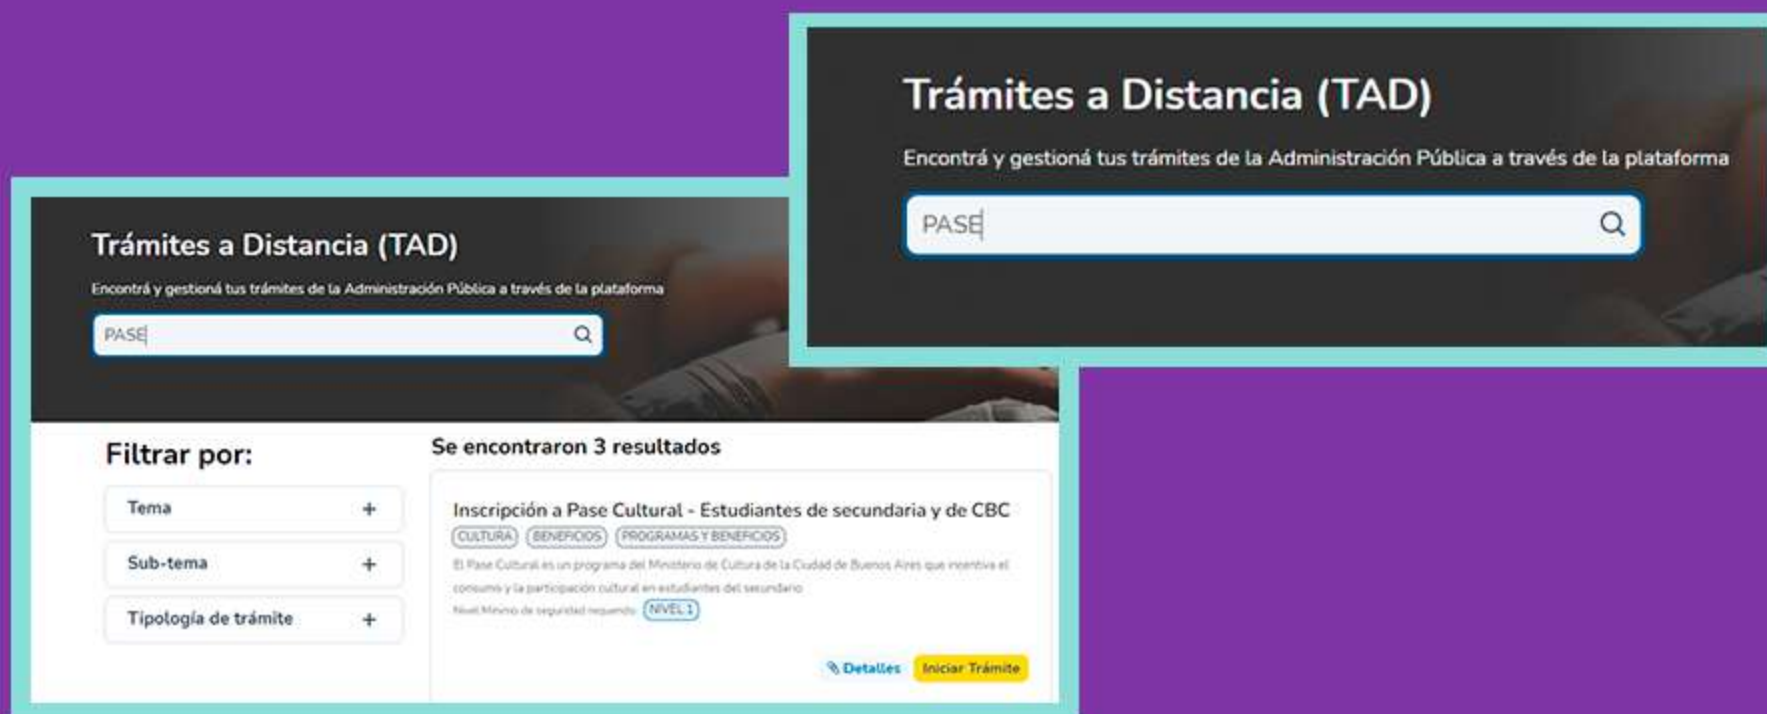 Trámites a Distancia (TAD)
Encontrá y gestioná tus trámites de la Administración Pública a través de la plataforma
PASE
Trámites a Distancia (TAD)
Encontrá y gestioná tus trámites de la Administración Pública a través de la plataforma
PASE
Filtrar por:
Tema
+
Sub-tema
+
Tipología de trámite
+
Se encontraron 3 resultados
Inscripción a Pase Cultural - Estudiantes de secundaria y de CBC
CULTURA BENEFICIOS PROGRAMAS Y BENEFICIOS
El Pase Cultural es un programa del Ministerio de Cultura de la Ciudad de Buenos Aires que incentiva el
consumo y la participación cultural en estudiantes del secundario
Nivel Mínimo de seguridad requerido: NIVEL 1
Detalles Iniciar Trámite